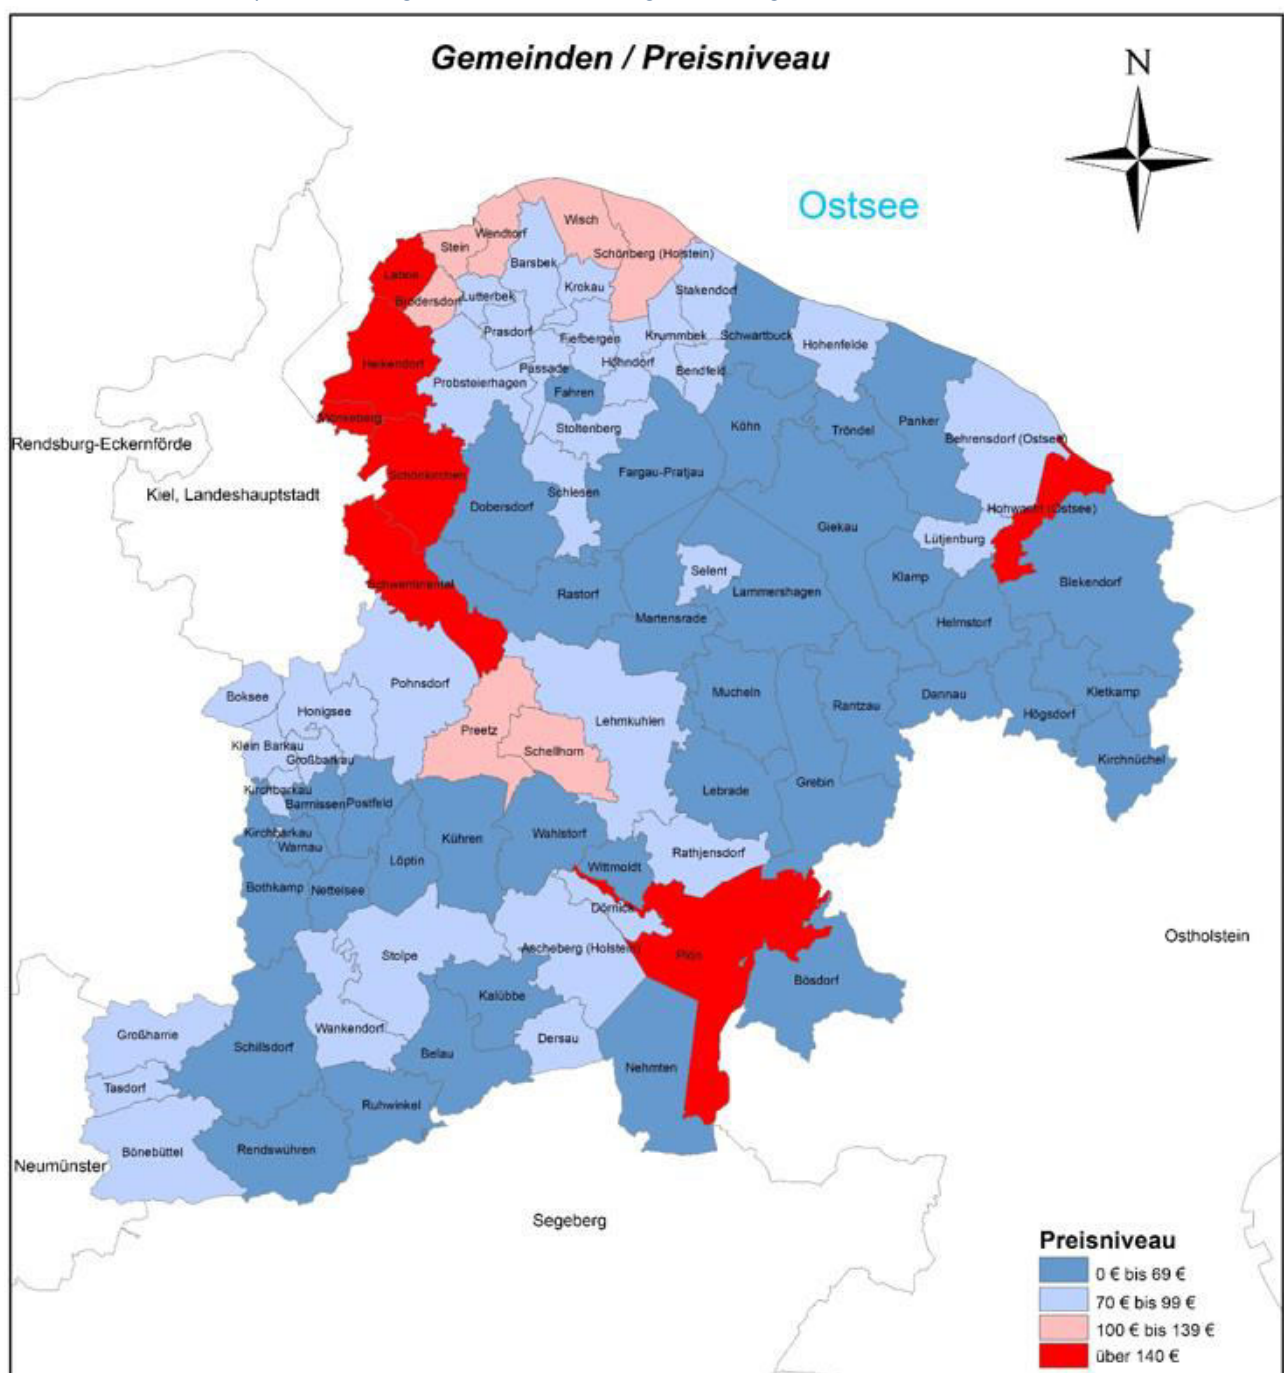 Gemeinden / Preisniveau
N
Ostsee
Wisch
Wendtorf
Stein
Schönberg (Holstein)
Barsbek
Laboe
Krokau
Stakendorf
Lutterbek
Brodersdorf
Prasdorf
Fiefbergen
Krummbek
Schwartbuck
Hohenfelde
Heikendorf
Höhndorf
Passade
Bendfeld
Probsteierhagen
Fahren
Mönkeberg
Panker
Köhn
Tröndel
Stoltenberg
Behrensdorf (Ostsee)
Rendsburg-Eckernförde
Fargau-Pratjau
Schönkirchen
Kiel, Landeshauptstadt
Schlesen
Dobersdorf
Hohwacht (Ostsee)
Giekau
Lütjenburg
Selent
Klamp
Blekendorf
Schwentinental
Rastorf
Lammershagen
Martensrade
Helmstorf
Pohnsdorf
Boksee
Mucheln
Dannau
Kletkamp
Rantzau
Honigsee
Lehmkuhlen
Högsdorf
Preetz
Klein Barkau
Schellhorn
Großbarkau
Kirchnüchel
Grebin
Kirchbarkau
Lebrade
Barmissen
Postfeld
Kirchbarkau
Wahlstorf
Kühren
Warnau
Rathjensdorf
Löptin
Wittmoldt
Bothkamp
Nettelsee
Dörnick
Ostholstein
Ascheberg (Holstein)
Stolpe
Plön
Bösdorf
Kalübbe
Wankendorf
Großharrie
Dersau
Schillsdorf
Belau
Nehmten
Tasdorf
Ruhwinkel
Bönebüttel
Rendswühren
Neumünster
Segeberg
Preisniveau
0 € bis 69 €
70 € bis 99 €
100 € bis 139 €
über 140 €